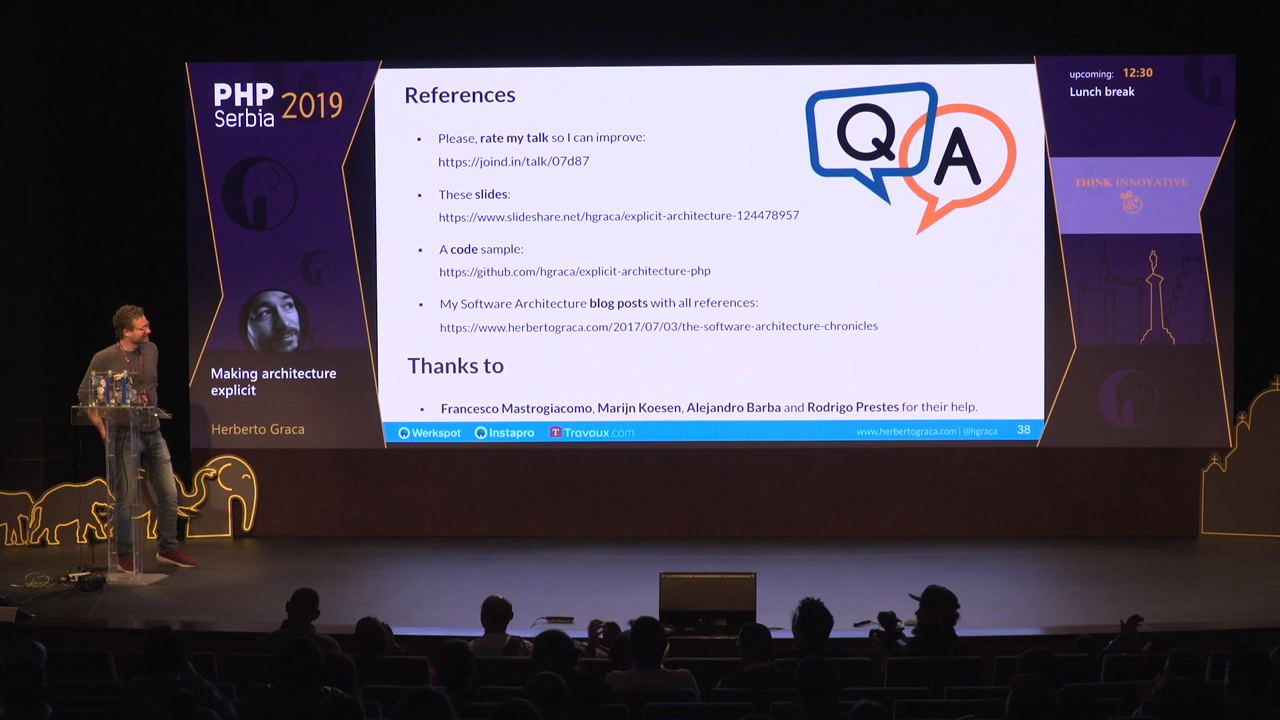 PHP
Serbia 2019
Making architecture
explicit
Herberto Graca
References
▪ Please, rate my talk so I can improve:
https://joind.in/talk/07d87
▪ These slides:
https://www.slideshare.net/hgraca/explicit-architecture-124478957
▪ A code sample:
https://github.com/hgraca/explicit-architecture-php
▪ My Software Architecture blog posts with all references:
https://www.herbertograca.com/2017/07/03/the-software-architecture-chronicles
Q A
Thanks to
▪ Francesco Mastrogiacomo, Marijn Koesen, Alejandro Barba and Rodrigo Prestes for their help.
Werkspot Instapro Travaux.com www.herbertograca.com | @hgraca 38
upcoming: 12:30
Lunch break
THINK INNOVATIVE